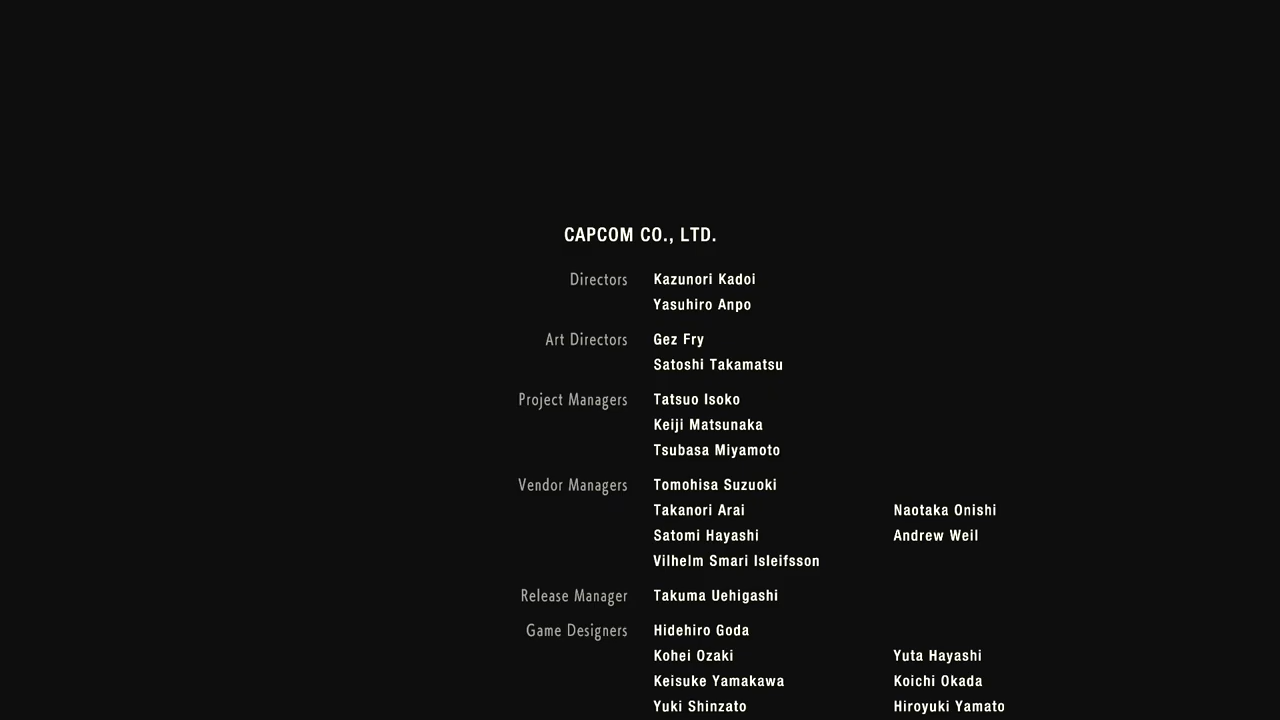 CAPCOM CO., LTD.
Directors Kazunori Kadoi
Yasuhiro Anpo
Art Directors Gez Fry
Satoshi Takamatsu
Project Managers Tatsuo Isoko
Keiji Matsunaka
Tsubasa Miyamoto
Vendor Managers Tomohisa Suzuoki
Takanori Arai Naotaka Onishi
Satomi Hayashi Andrew Weil
Vilhelm Smari Isleifsson
Release Manager Takuma Uehigashi
Game Designers Hidehiro Goda
Kohei Ozaki Yuta Hayashi
Keisuke Yamakawa Koichi Okada
Yuki Shinzato Hiroyuki Yamato